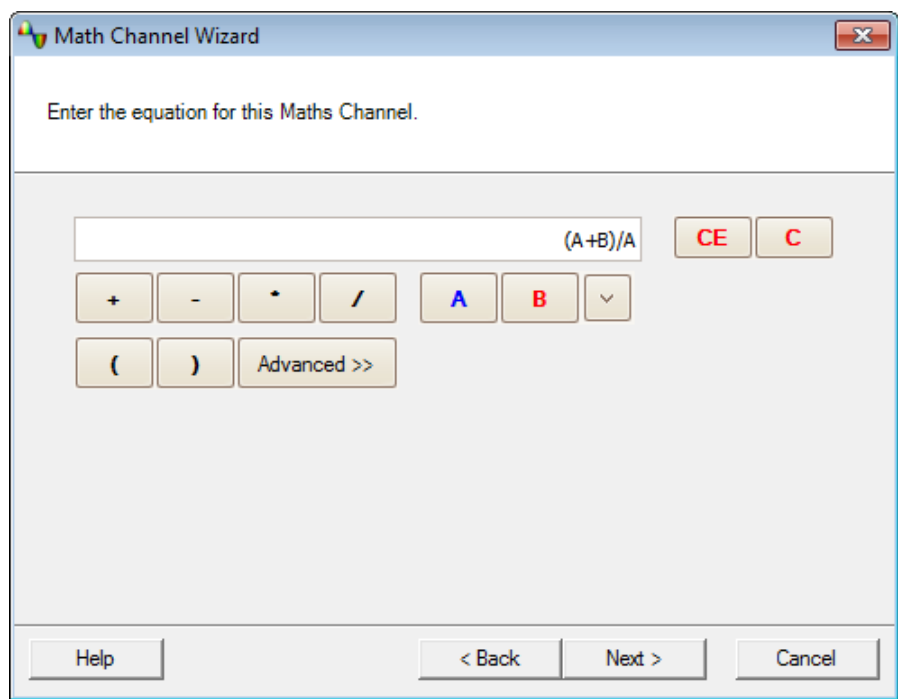 Math Channel Wizard
Enter the equation for this Maths Channel.
(A+B)/A CE C
+ - * / A B
( ) Advanced >>
Help < Back Next > Cancel